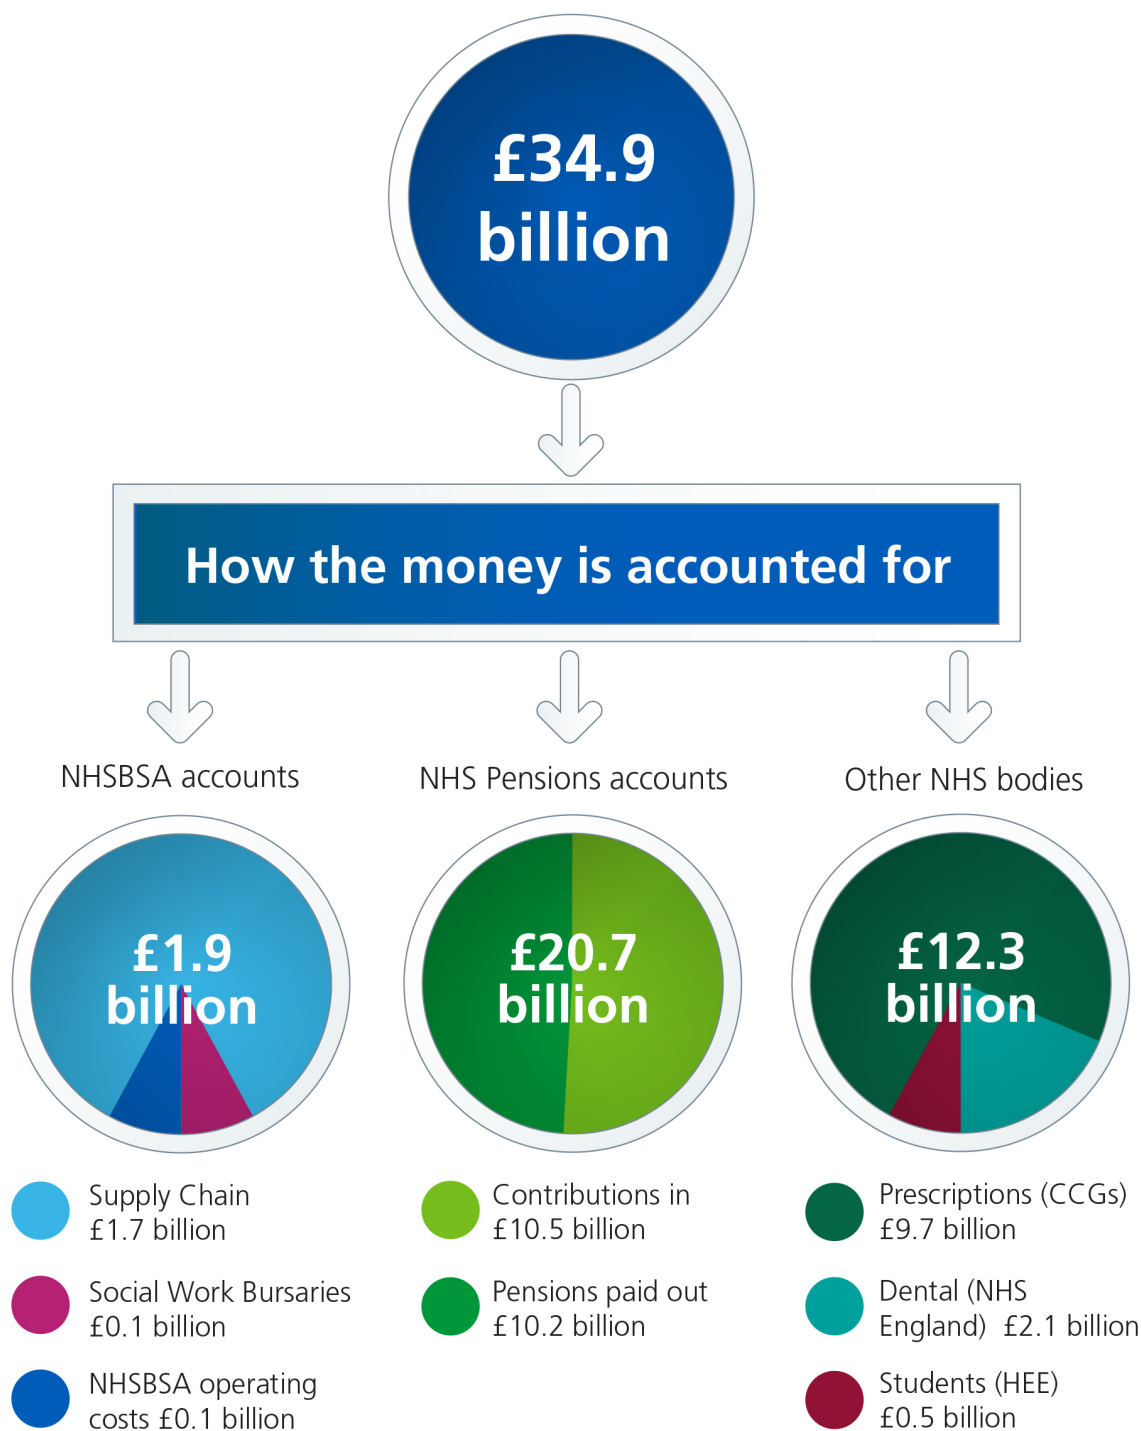 £34.9
billion
How the money is accounted for
NHSBSA accounts
£1.9
billion
Supply Chain
£1.7 billion
Social Work Bursaries
£0.1 billion
NHSBSA operating
costs £0.1 billion
NHS Pensions accounts
£20.7
billion
Contributions in
£10.5 billion
Pensions paid out
£10.2 billion
Other NHS bodies
£12.3
billion
Prescriptions (CCGs)
£9.7 billion
Dental (NHS
England)  £2.1 billion
Students (HEE)
£0.5 billion